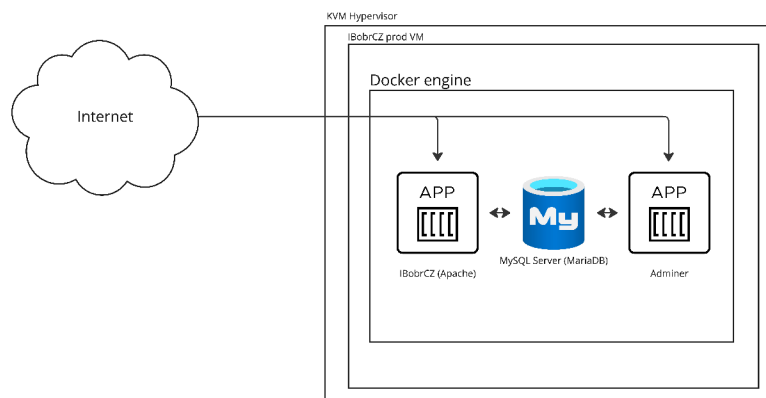 KVM Hypervisor
IBobrCZ prod VM
Docker engine
Internet
APP
My
APP
IBobrCZ (Apache)
MySQL Server (MariaDB)
Adminer